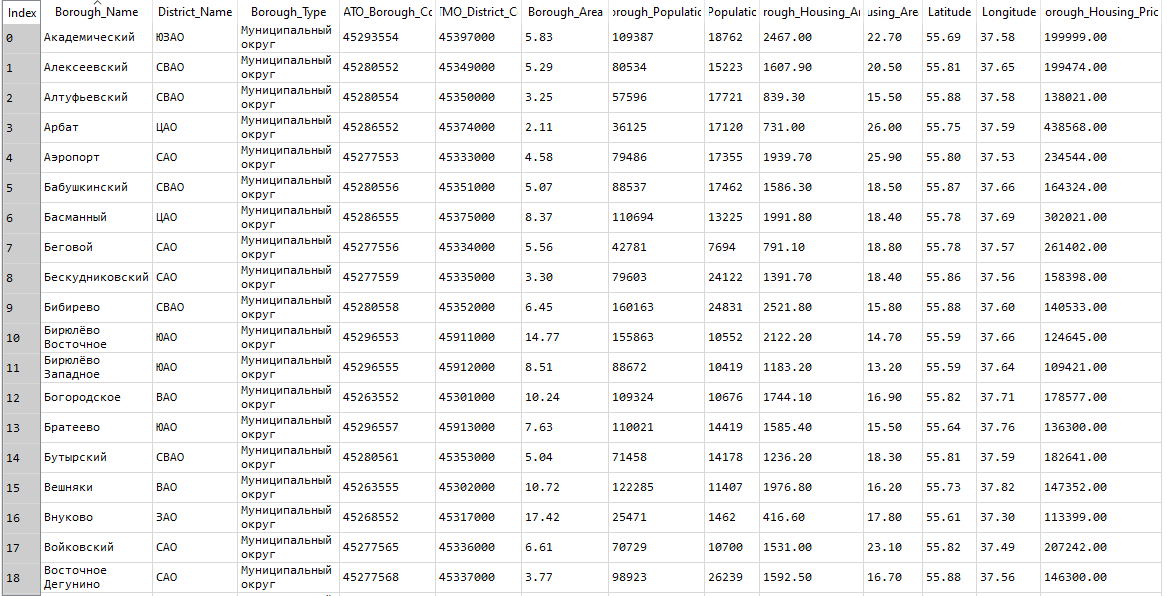 Index Borough_Name District_Name Borough_Type ATO_Borough_Co TMO_District_C Borough_Area orough_Populatic Populatic rough_Housing_Ar using_Are Latitude Longitude orough_Housing_Pric
0 Академический ЮЗАО Муниципальный округ 45293554 45397000 5.83 109387 18762 2467.00 22.70 55.69 37.58 199999.00
1 Алексеевский СВАО Муниципальный округ 45280552 45349000 5.29 80534 15223 1607.90 20.50 55.81 37.65 199474.00
2 Алтуфьевский СВАО Муниципальный округ 45280554 45350000 3.25 57596 17721 839.30 15.50 55.88 37.58 138021.00
3 Арбат ЦАО Муниципальный округ 45286552 45374000 2.11 36125 17120 731.00 26.00 55.75 37.59 438568.00
4 Аэропорт САО Муниципальный округ 45277553 45333000 4.58 79486 17355 1939.70 25.90 55.80 37.53 234544.00
5 Бабушкинский СВАО Муниципальный округ 45280556 45351000 5.07 88537 17462 1586.30 18.50 55.87 37.66 164324.00
6 Басманный ЦАО Муниципальный округ 45286555 45375000 8.37 110694 13225 1991.80 18.40 55.78 37.69 302021.00
7 Беговой САО Муниципальный округ 45277556 45334000 5.56 42781 7694 791.10 18.80 55.78 37.57 261402.00
8 Бескудниковский САО Муниципальный округ 45277559 45335000 3.30 79603 24122 1391.70 18.40 55.86 37.56 158398.00
9 Бибирево СВАО Муниципальный округ 45280558 45352000 6.45 160163 24831 2521.80 15.80 55.88 37.60 140533.00
10 Бирюлёво Восточное ЮАО Муниципальный округ 45296553 45911000 14.77 155863 10552 2122.20 14.70 55.59 37.66 124645.00
11 Бирюлёво Западное ЮАО Муниципальный округ 45296555 45912000 8.51 88672 10419 1183.20 13.20 55.59 37.64 109421.00
12 Богородское ВАО Муниципальный округ 45263552 45301000 10.24 109324 10676 1744.10 16.90 55.82 37.71 178577.00
13 Братеево ЮАО Муниципальный округ 45296557 45913000 7.63 110021 14419 1585.40 15.50 55.64 37.76 136300.00
14 Бутырский СВАО Муниципальный округ 45280561 45353000 5.04 71458 14178 1236.20 18.30 55.81 37.59 182641.00
15 Вешняки ВАО Муниципальный округ 45263555 45302000 10.72 122285 11407 1976.80 16.20 55.73 37.82 147352.00
16 Внуково ЗАО Муниципальный округ 45268552 45317000 17.42 25471 1462 416.60 17.80 55.61 37.30 113399.00
17 Войковский САО Муниципальный округ 45277565 45336000 6.61 70729 10700 1531.00 23.10 55.82 37.49 207242.00
18 Восточное Дегунино САО Муниципальный округ 45277568 45337000 3.77 98923 26239 1592.50 16.70 55.88 37.56 146300.00